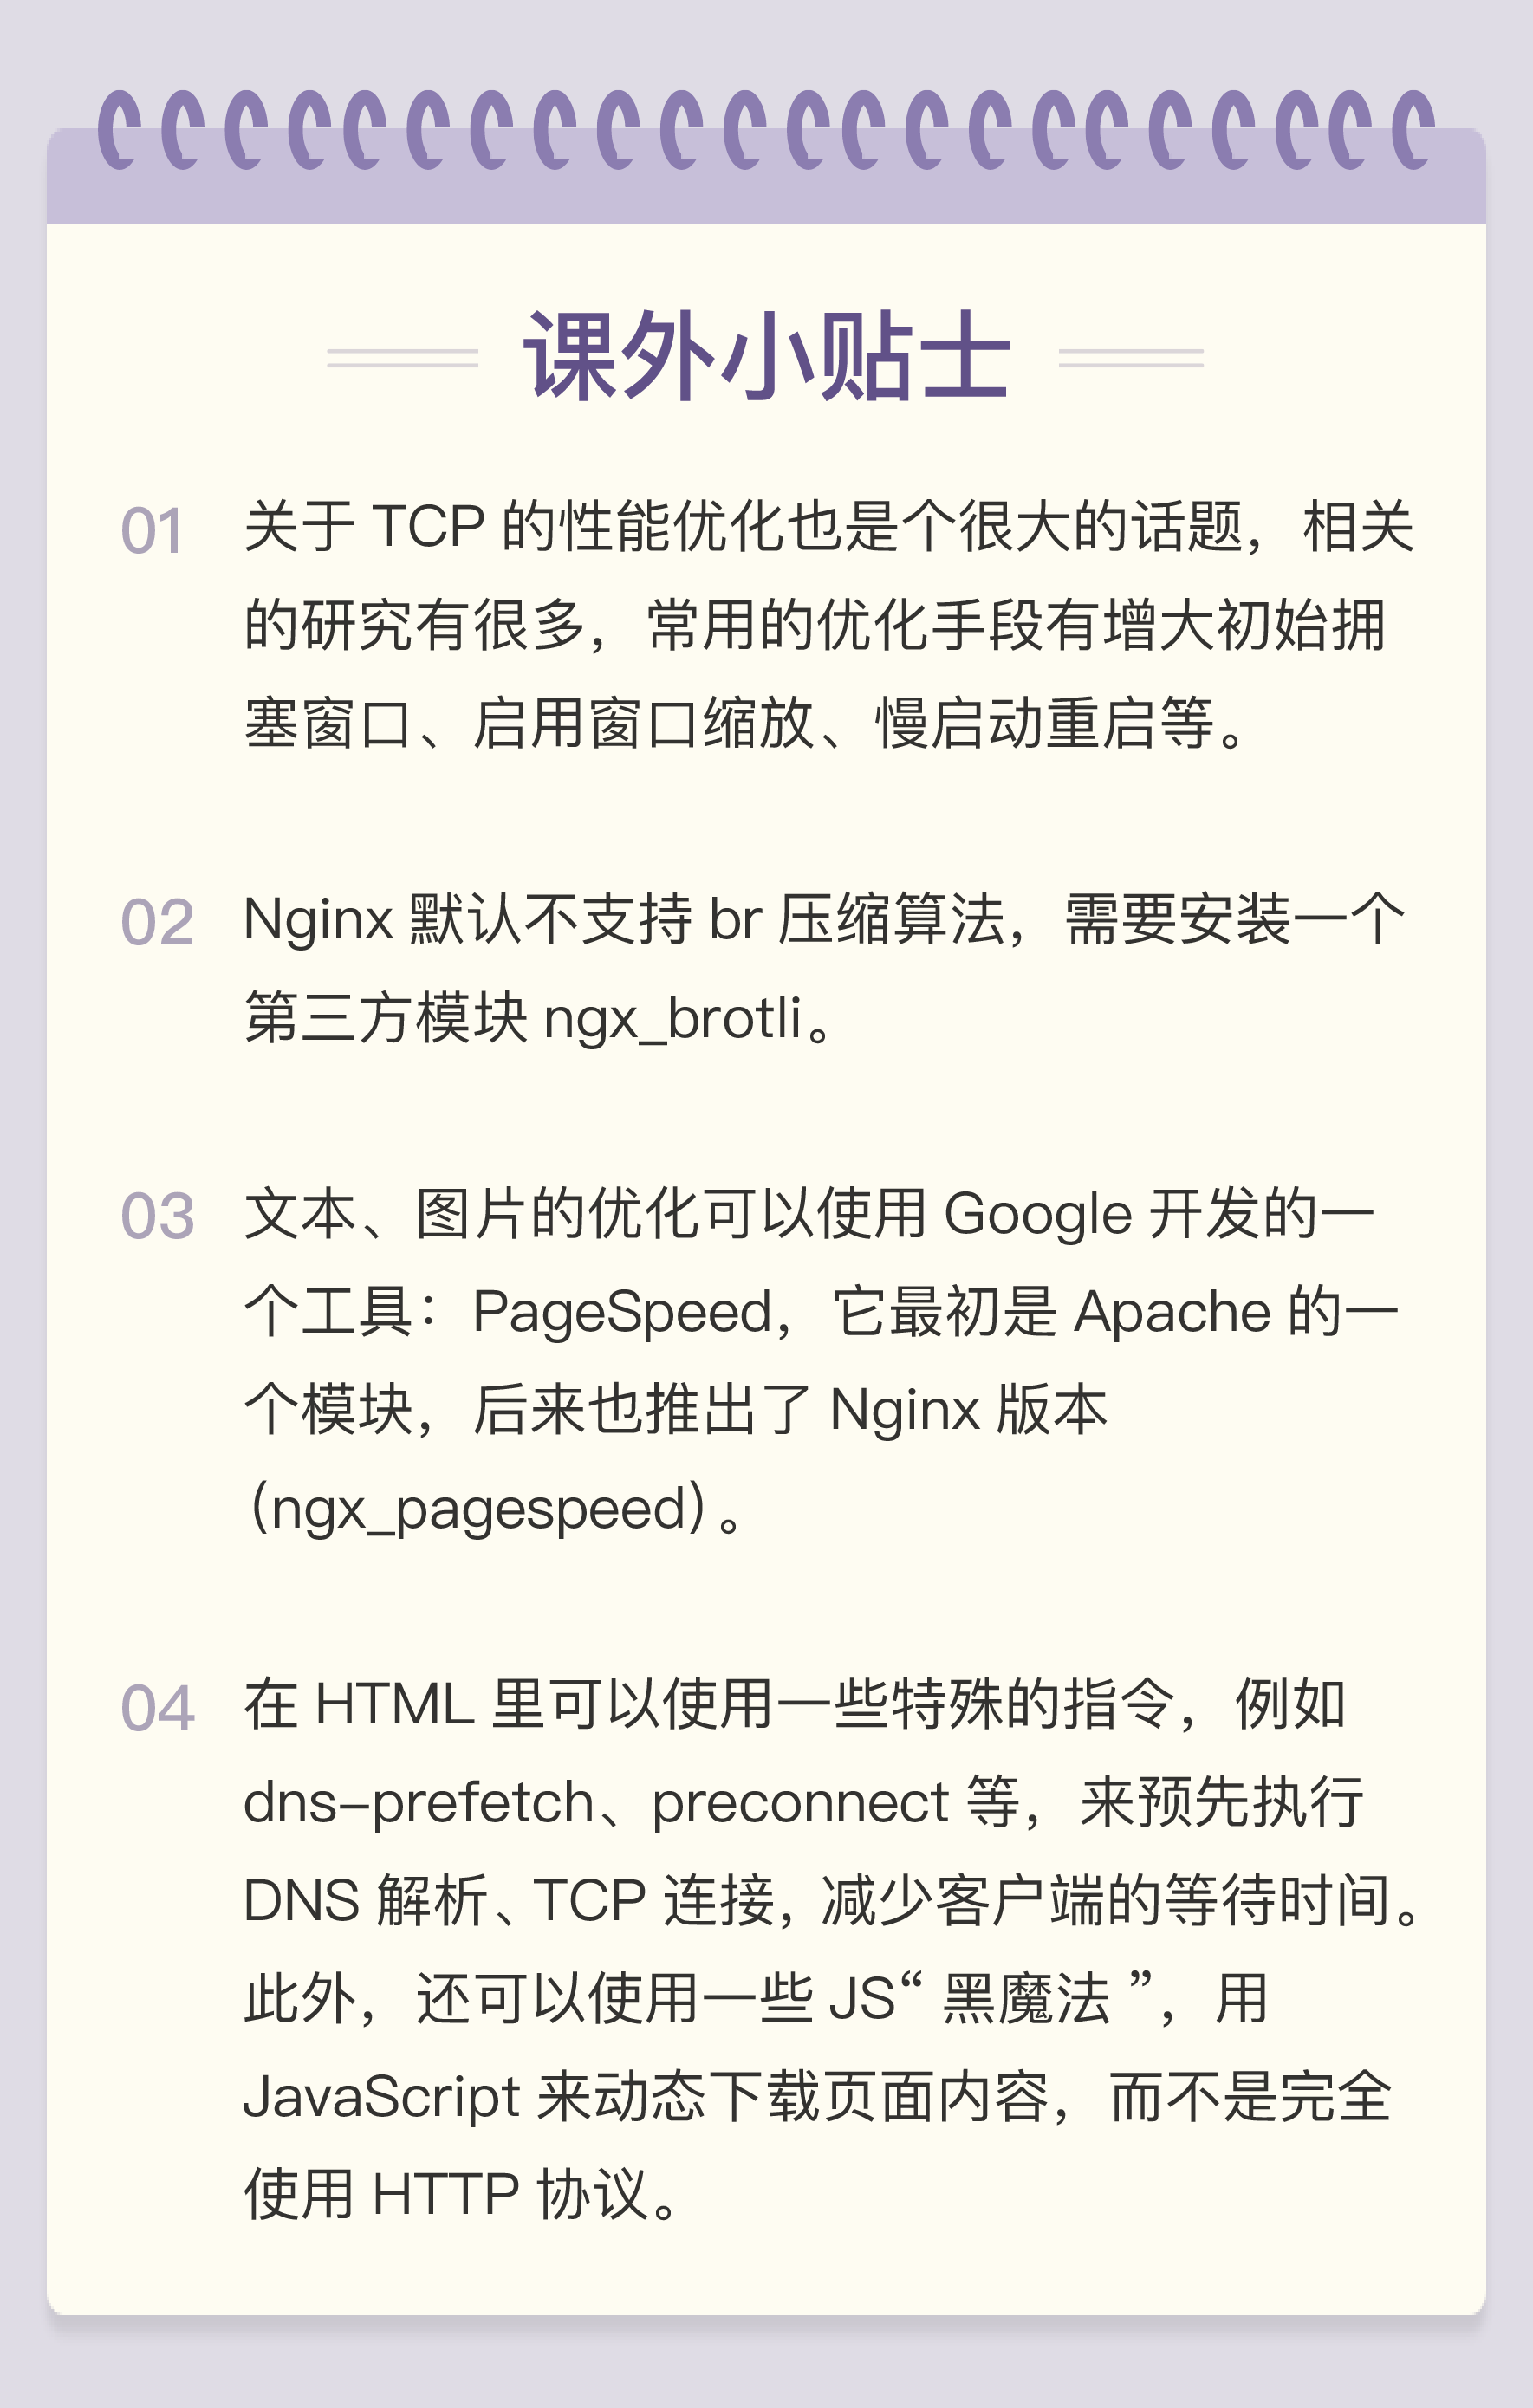 课外小贴士
01 关于 TCP 的性能优化也是个很大的话题，相关
的研究有很多，常用的优化手段有增大初始拥
塞窗口、启用窗口缩放、慢启动重启等。
02 Nginx 默认不支持 br 压缩算法，需要安装一个
第三方模块 ngx_brotli。
03 文本、图片的优化可以使用 Google 开发的一
个工具：PageSpeed，它最初是 Apache 的一
个模块，后来也推出了 Nginx 版本
(ngx_pagespeed)。
04 在 HTML 里可以使用一些特殊的指令，例如
dns-prefetch、preconnect 等，来预先执行
DNS 解析、TCP 连接，减少客户端的等待时间。
此外，还可以使用一些 JS“ 黑魔法 ”，用
JavaScript 来动态下载页面内容，而不是完全
使用 HTTP 协议。